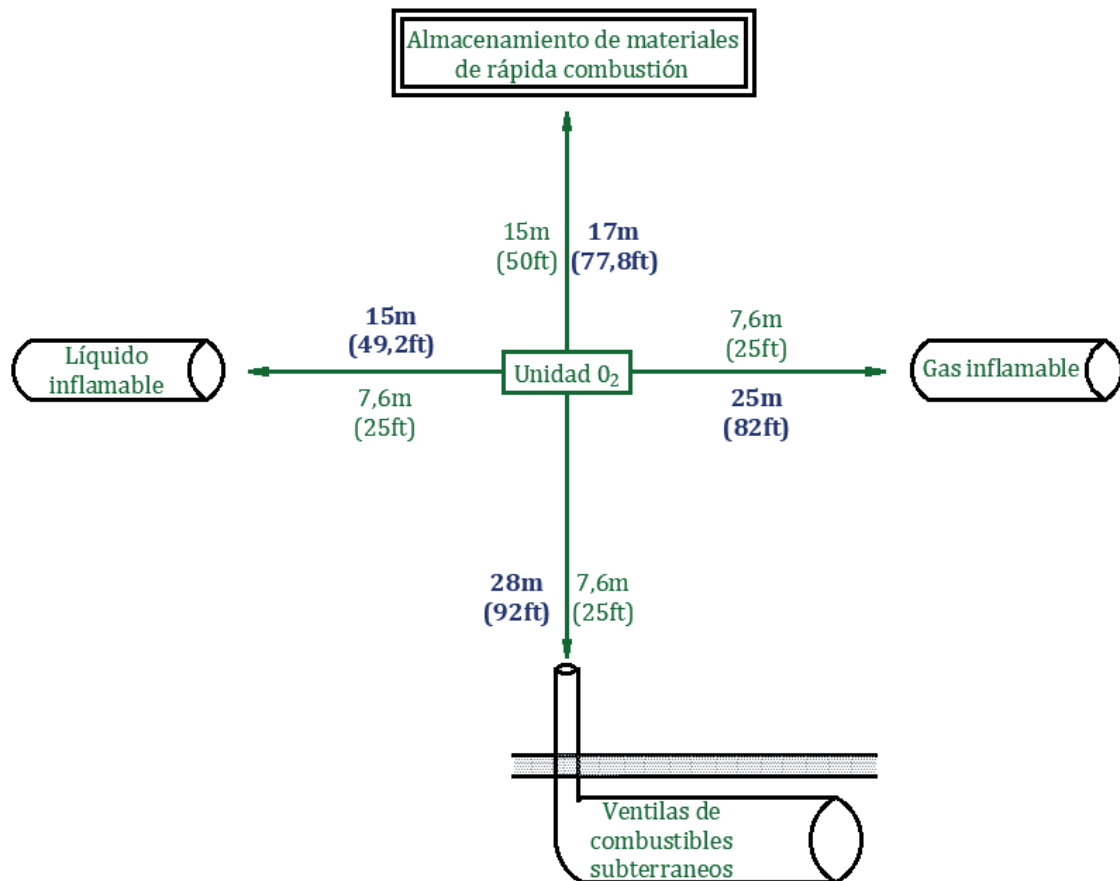 Almacenamiento de materiales
de rápida combustión
15m
(50ft)
17m
(77,8ft)
15m
(49,2ft)
7,6m
(25ft)
Líquido
inflamable
Unidad 0₂
Gas inflamable
7,6m
(25ft)
25m
(82ft)
28m
(92ft)
7,6m
(25ft)
Ventilas de
combustibles
subterraneos